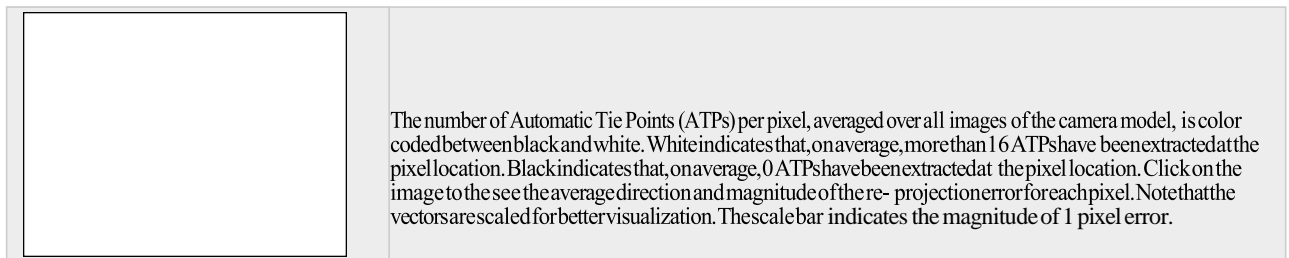 The number of Automatic Tie Points (ATPs) per pixel, averaged over all images of the camera model, is color
coded between black and white. White indicates that, on average, more than 16 ATPs have been extracted at the
pixel location. Black indicates that, on average, 0 ATPs have been extracted at the pixel location. Click on the
image to the see the average direction and magnitude of the re- projection error for each pixel. Note that the
vectors are scaled for better visualization. The scale bar indicates the magnitude of 1 pixel error.